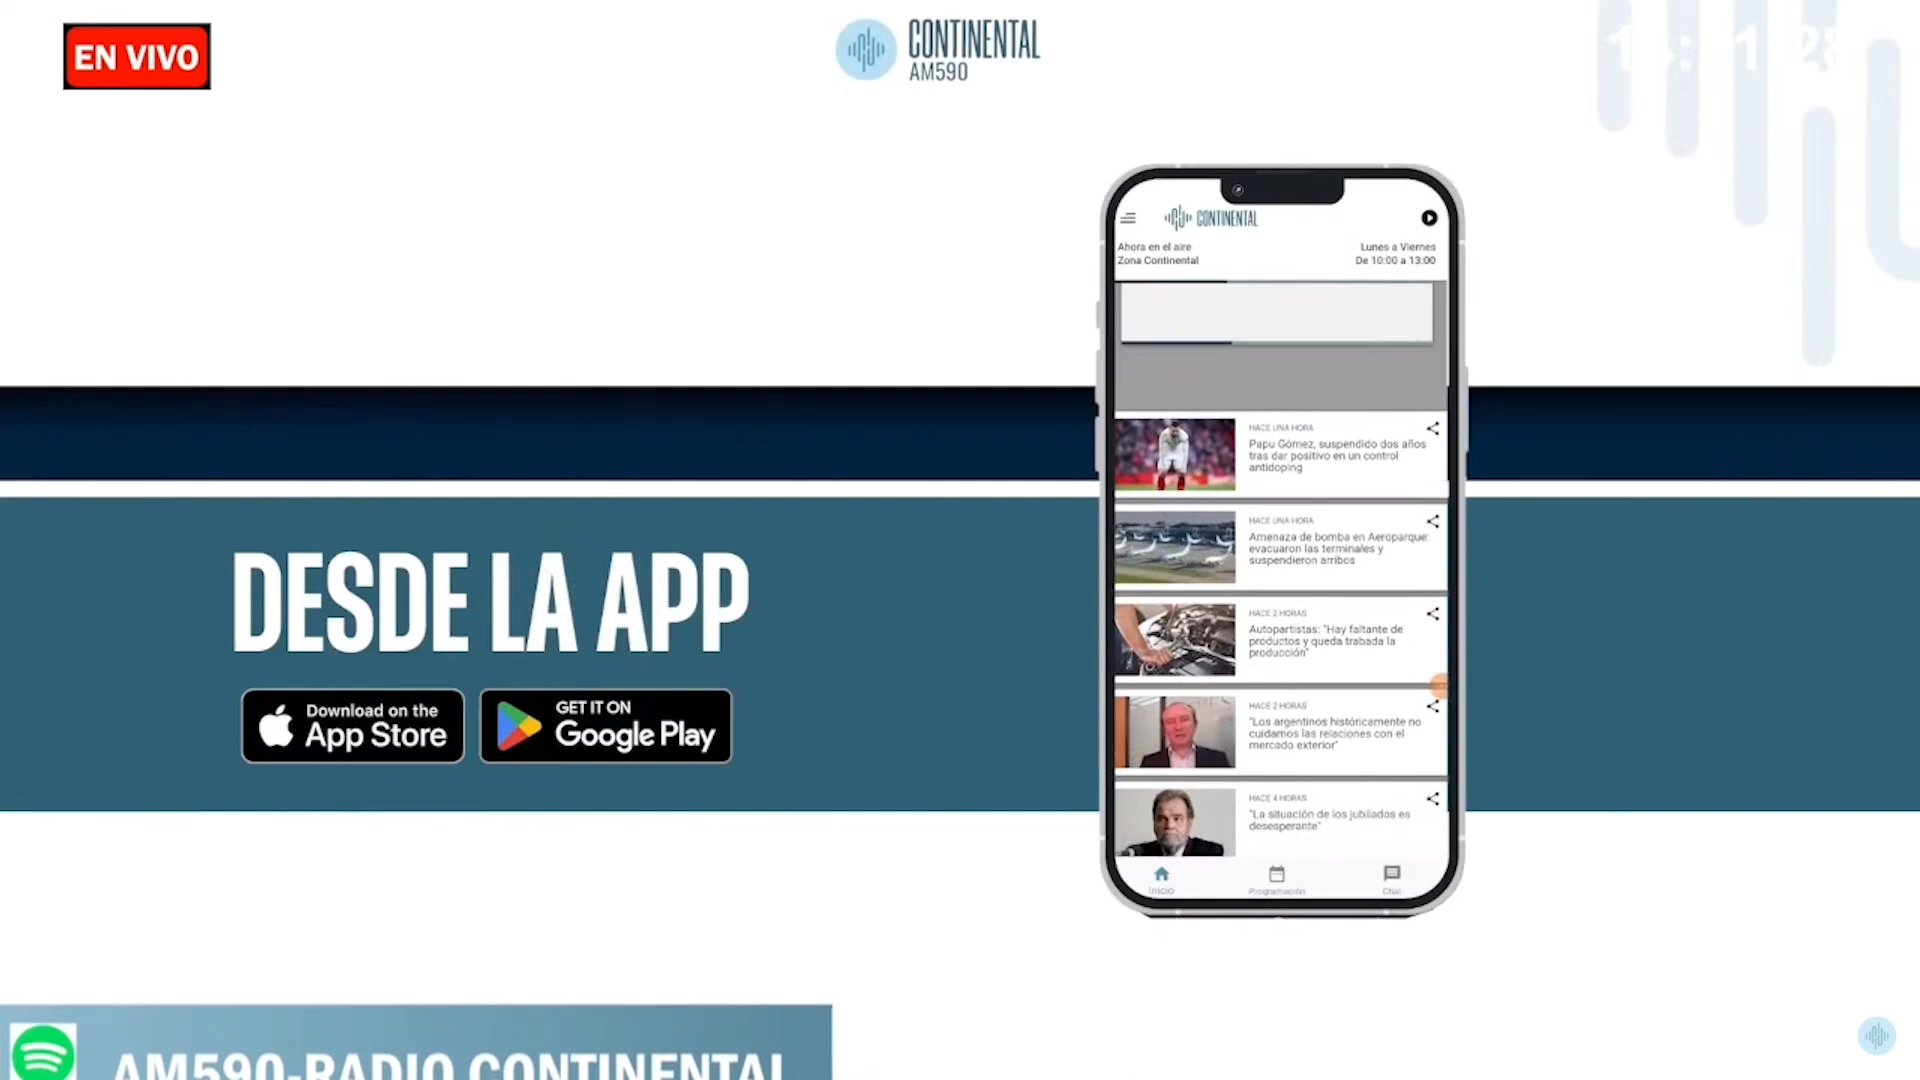 EN VIVO
CONTINENTAL
AM590
CONTINENTAL
Ahora en el aire
Zona Continental
Lunes a Viernes
De 10:00 a 13:00
HACE UNA HORA
Papu Gómez, suspendido dos años
tras dar positivo en un control
antidoping
HACE UNA HORA
Amenaza de bomba en Aeroparque:
evacuaron las terminales y
suspendieron arribos
HACE 2 HORAS
Autopartistas: "Hay faltante de
productos y queda trabada la
producción"
HACE 2 HORAS
"Los argentinos históricamente no
cuidamos las relaciones con el
mercado exterior"
HACE 4 HORAS
"La situación de los jubilados es
desesperante"
Inicio
Programación
Chat
DESDE LA APP
Download on the
App Store
GET IT ON
Google Play
AM590-RADIO CONTINENTAL